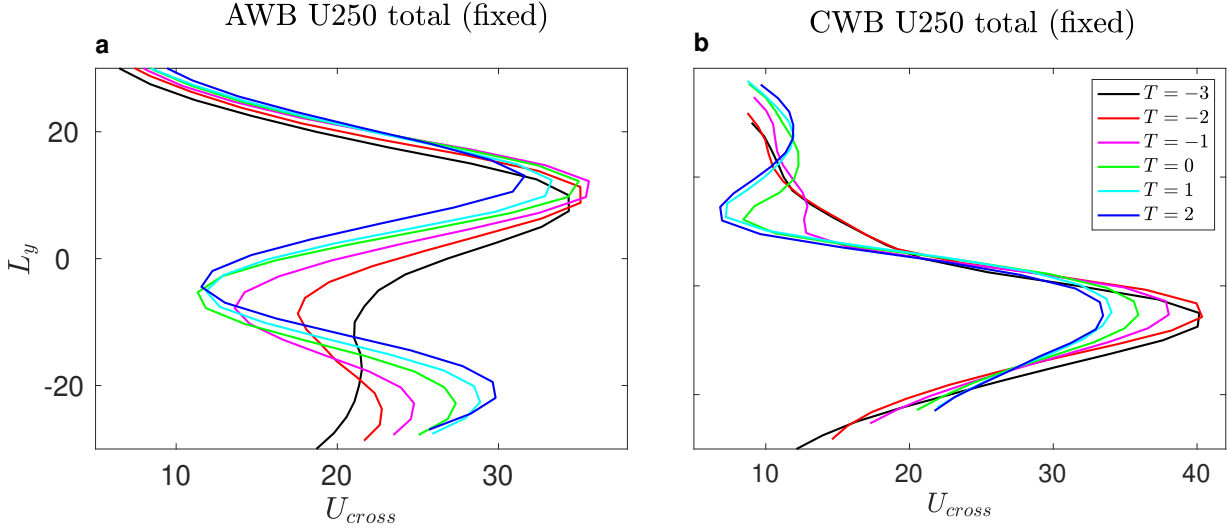 AWB U250 total (fixed)
CWB U250 total (fixed)
a
b
20
0
-20
L_y
10
20
30
U_cross
T = −3
T = −2
T = −1
T = 0
T = 1
T = 2
10
20
30
40
U_cross